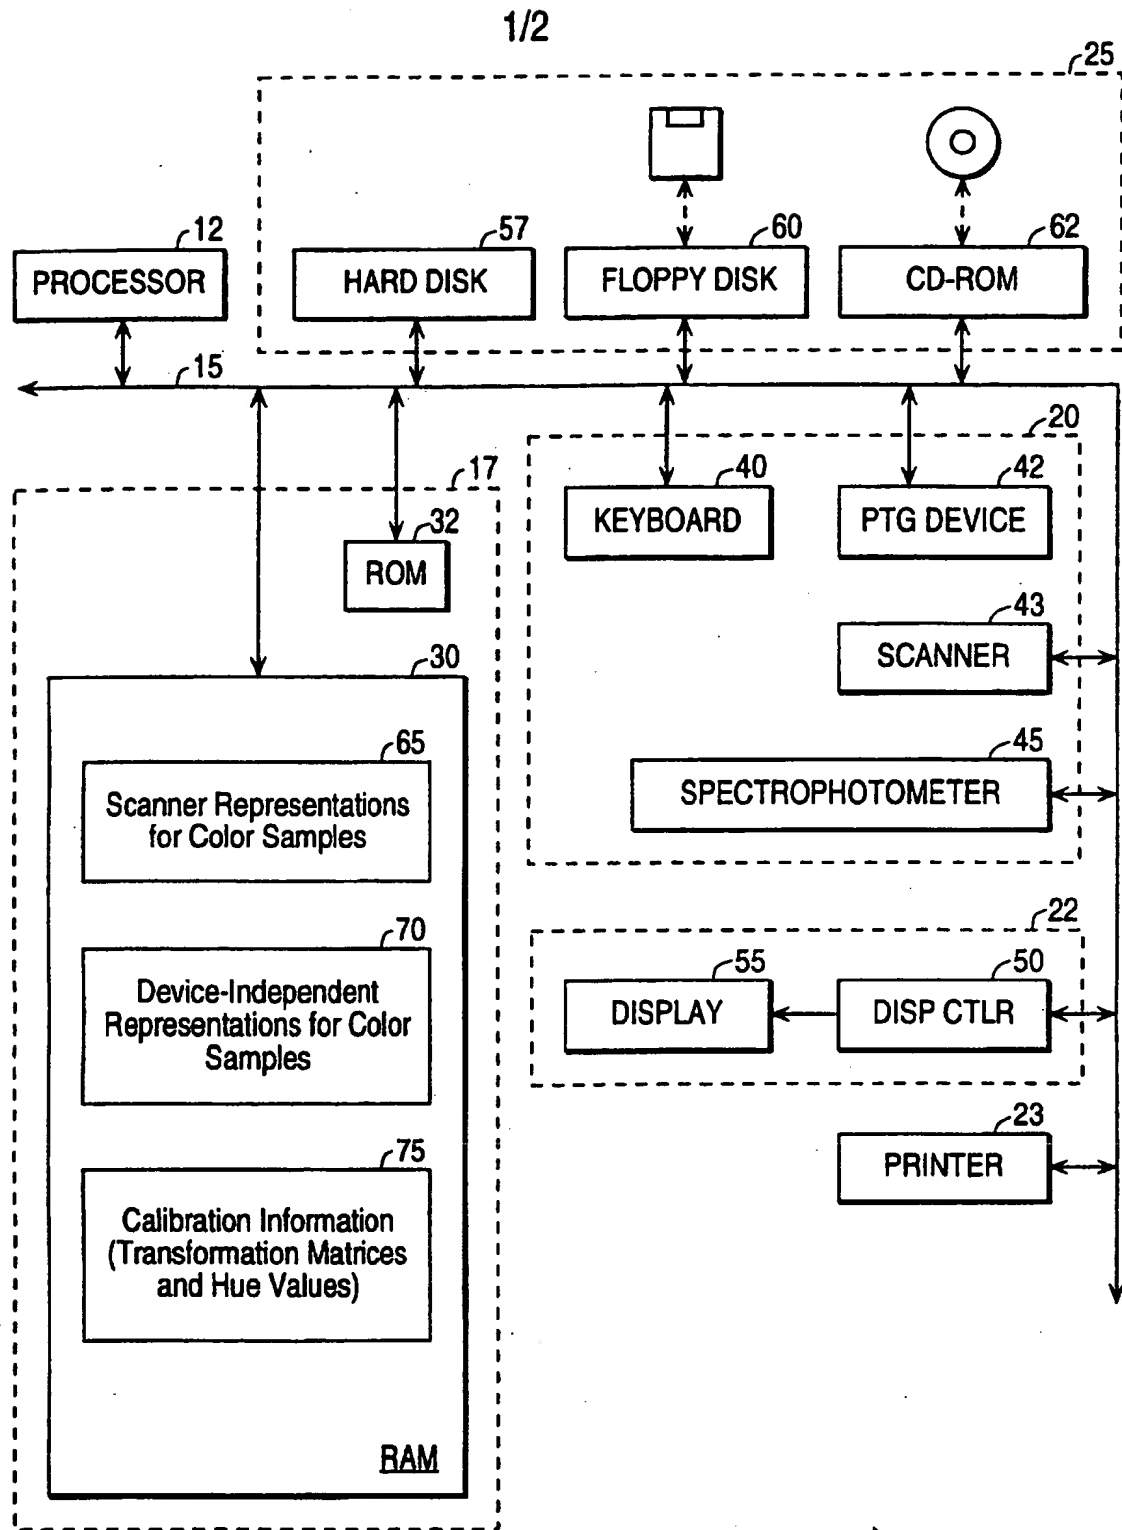 1/2
25
12
PROCESSOR
57
HARD DISK
60
FLOPPY DISK
62
CD-ROM
15
20
17
40
KEYBOARD
42
PTG DEVICE
32
ROM
43
SCANNER
30
45
SPECTROPHOTOMETER
65
Scanner Representations
for Color Samples
22
70
Device-Independent
Representations for Color
Samples
55
DISPLAY
50
DISP CTLR
23
PRINTER
75
Calibration Information
(Transformation Matrices
and Hue Values)
RAM